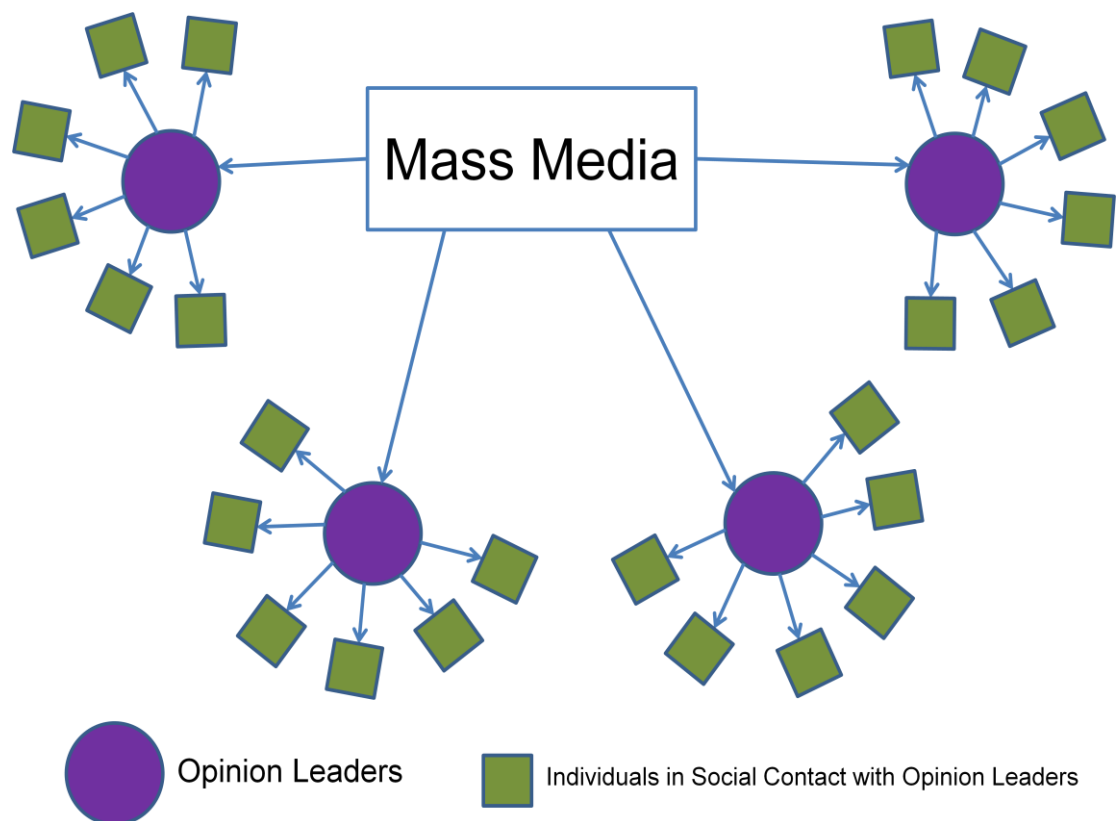 Mass Media
Opinion Leaders
Individuals in Social Contact with Opinion Leaders